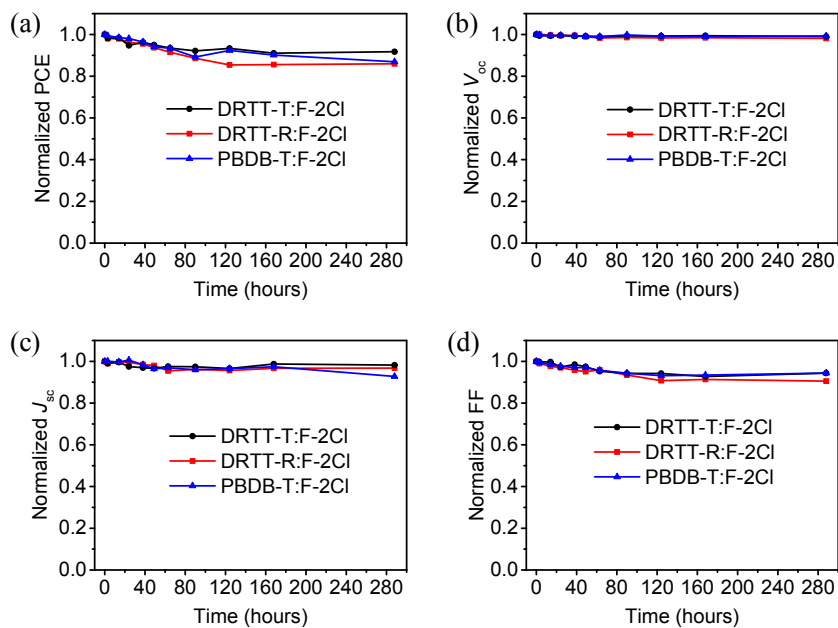 (a)
Normalized PCE
1.0
0.8
0.6
0.4
0.2
0.0
DRTT-T:F-2Cl
DRTT-R:F-2Cl
PBDB-T:F-2Cl
0 40 80 120 160 200 240 280
Time (hours)
(b)
Normalized Voc
1.0
0.8
0.6
0.4
0.2
0.0
DRTT-T:F-2Cl
DRTT-R:F-2Cl
PBDB-T:F-2Cl
0 40 80 120 160 200 240 280
Time (hours)
(c)
Normalized Jsc
1.0
0.8
0.6
0.4
0.2
0.0
DRTT-T:F-2Cl
DRTT-R:F-2Cl
PBDB-T:F-2Cl
0 40 80 120 160 200 240 280
Time (hours)
(d)
Normalized FF
1.0
0.8
0.6
0.4
0.2
0.0
DRTT-T:F-2Cl
DRTT-R:F-2Cl
PBDB-T:F-2Cl
0 40 80 120 160 200 240 280
Time (hours)